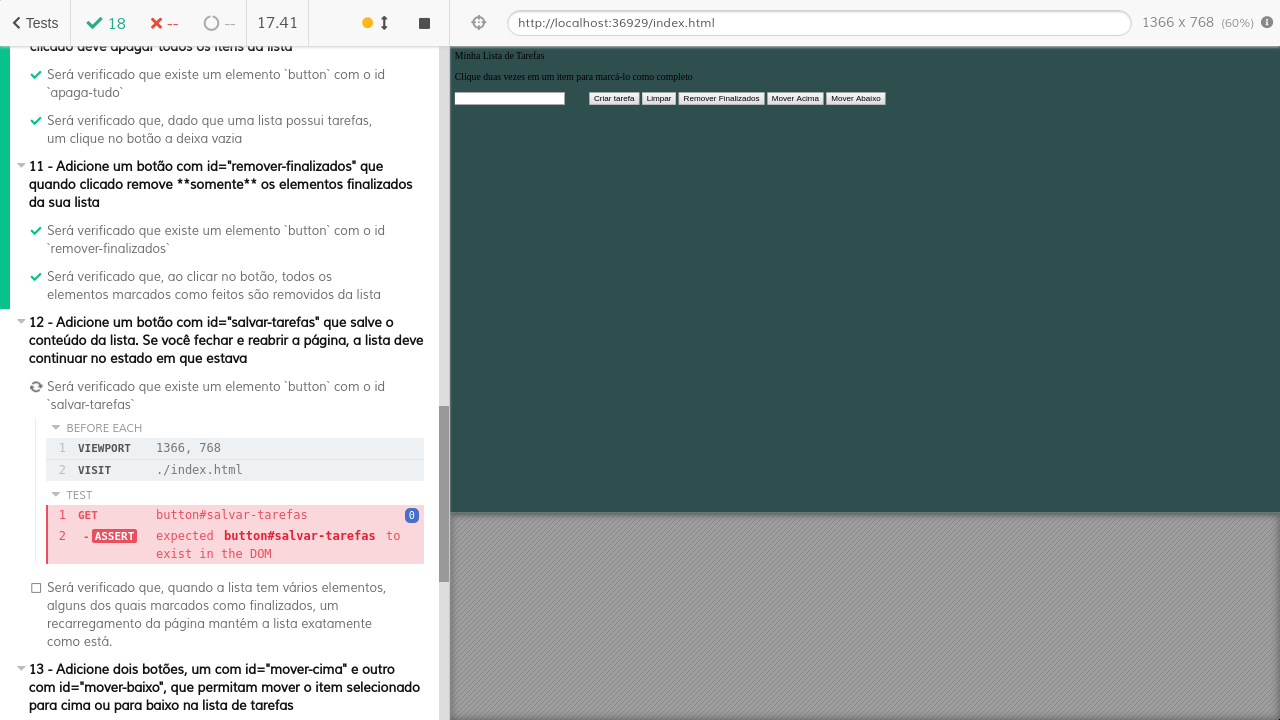 Tests
18
--
--
17.41
http://localhost:36929/index.html
1366 x 768 (60%)
clicado deve apagar todos os itens da lista
Será verificado que existe um elemento `button` com o id
`apaga-tudo`
Será verificado que, dado que uma lista possui tarefas,
um clique no botão a deixa vazia
11 - Adicione um botão com id="remover-finalizados" que
quando clicado remove **somente** os elementos finalizados
da sua lista
Será verificado que existe um elemento `button` com o id
`remover-finalizados`
Será verificado que, ao clicar no botão, todos os
elementos marcados como feitos são removidos da lista
12 - Adicione um botão com id="salvar-tarefas" que salve o
conteúdo da lista. Se você fechar e reabrir a página, a lista deve
continuar no estado em que estava
Será verificado que existe um elemento `button` com o id
`salvar-tarefas`
BEFORE EACH
1 VIEWPORT 1366, 768
2 VISIT ./index.html
TEST
1 GET button#salvar-tarefas 0
2 - ASSERT expected button#salvar-tarefas to
exist in the DOM
Será verificado que, quando a lista tem vários elementos,
alguns dos quais marcados como finalizados, um
recarregamento da página mantém a lista exatamente
como está.
13 - Adicione dois botões, um com id="mover-cima" e outro
com id="mover-baixo", que permitam mover o item selecionado
para cima ou para baixo na lista de tarefas
Minha Lista de Tarefas
Clique duas vezes em um item para marcá-lo como completo
Criar tarefa Limpar Remover Finalizados Mover Acima Mover Abaixo